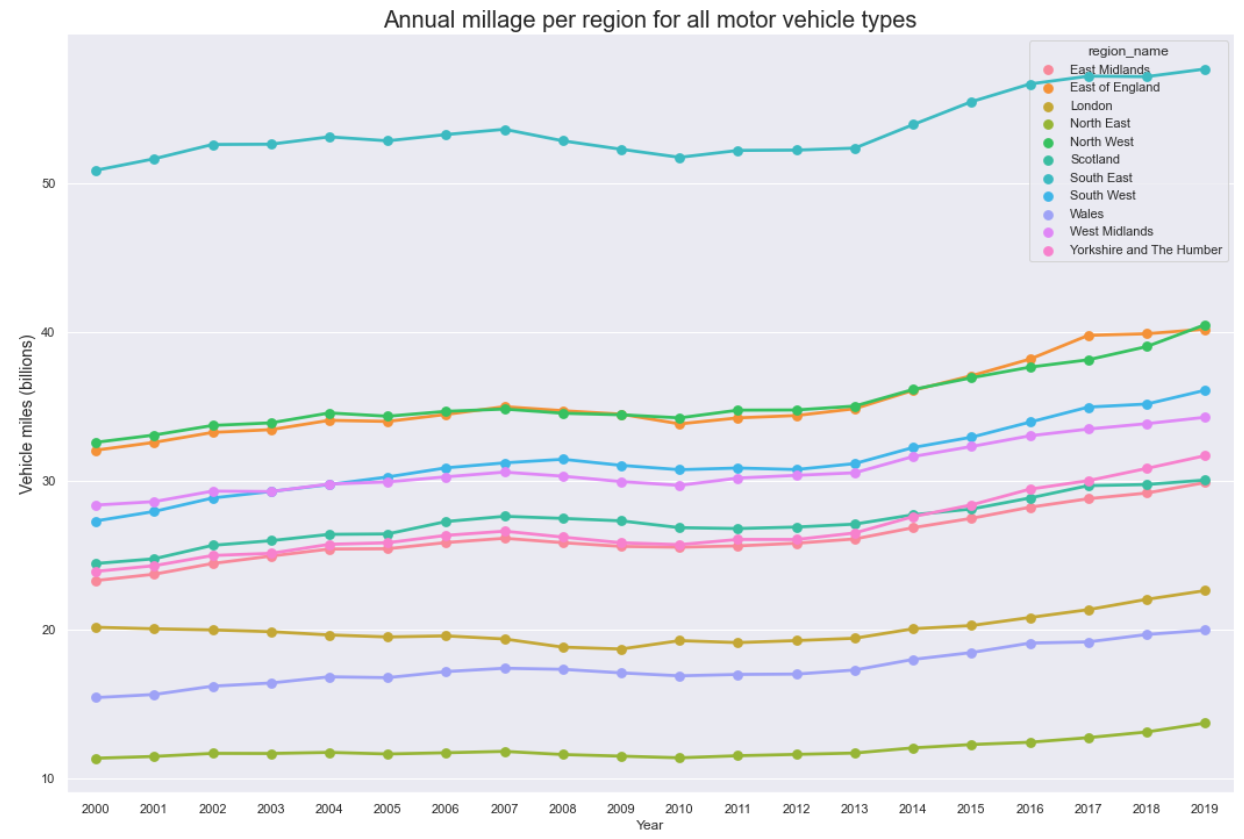 Annual millage per region for all motor vehicle types
region_name
East Midlands
East of England
London
North East
North West
Scotland
South East
South West
Wales
West Midlands
Yorkshire and The Humber
Vehicle miles (billions)
50
40
30
20
10
2000 2001 2002 2003 2004 2005 2006 2007 2008 2009 2010 2011 2012 2013 2014 2015 2016 2017 2018 2019
Year